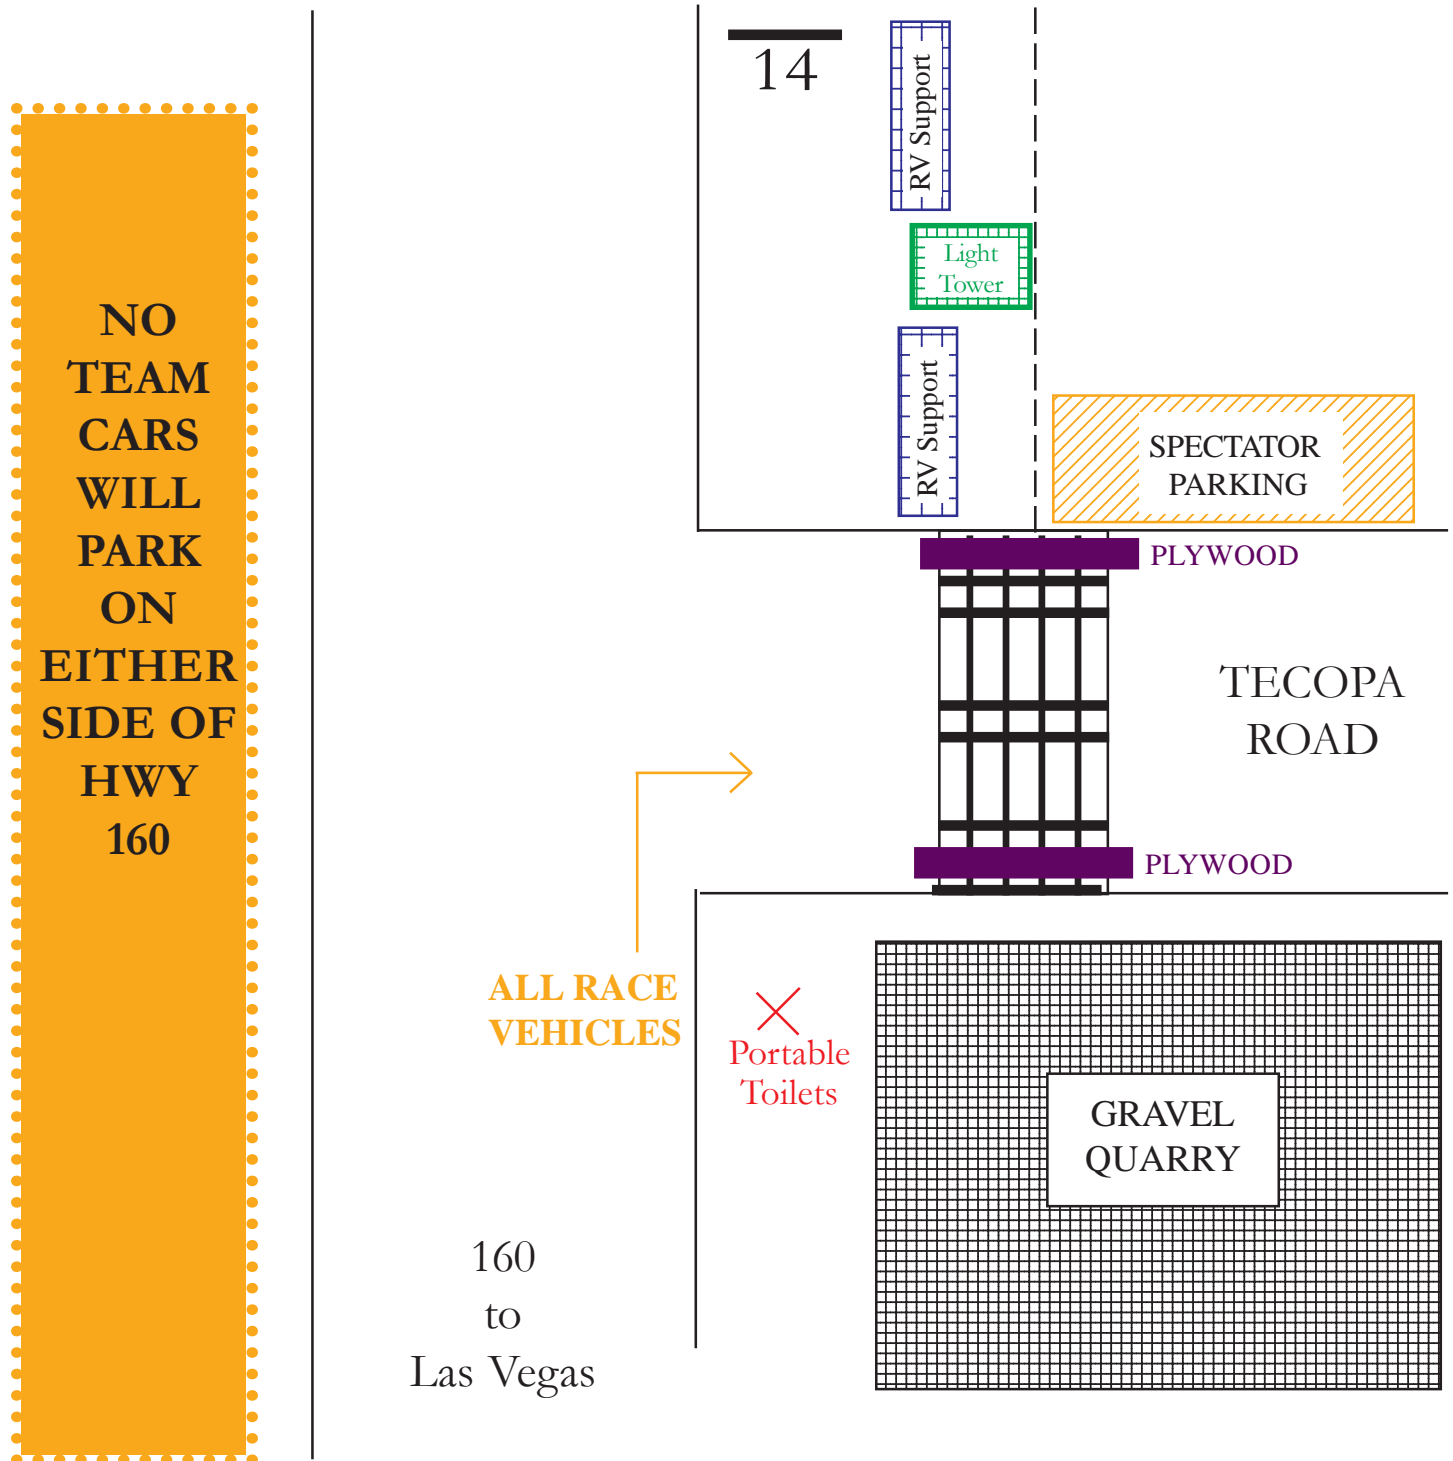 NO
TEAM
CARS
WILL
PARK
ON
EITHER
SIDE OF
HWY
160
14
RV Support
Light
Tower
RV Support
SPECTATOR
PARKING
PLYWOOD
TECOPA
ROAD
PLYWOOD
ALL RACE
VEHICLES
Portable
Toilets
GRAVEL
QUARRY
160
to
Las Vegas